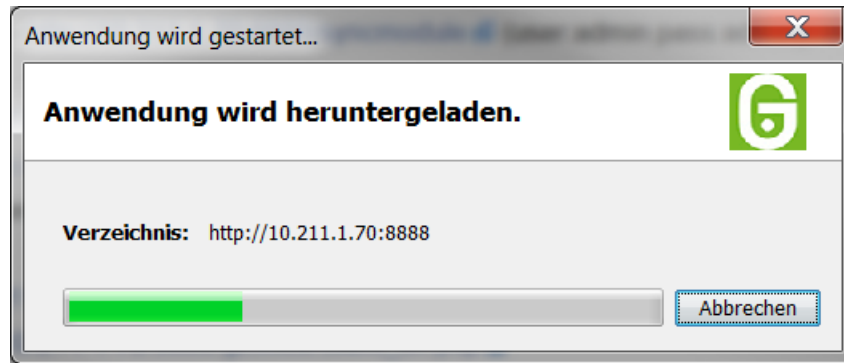 Anwendung wird gestartet...
Anwendung wird heruntergeladen.
Verzeichnis: http://10.211.1.70:8888
Abbrechen